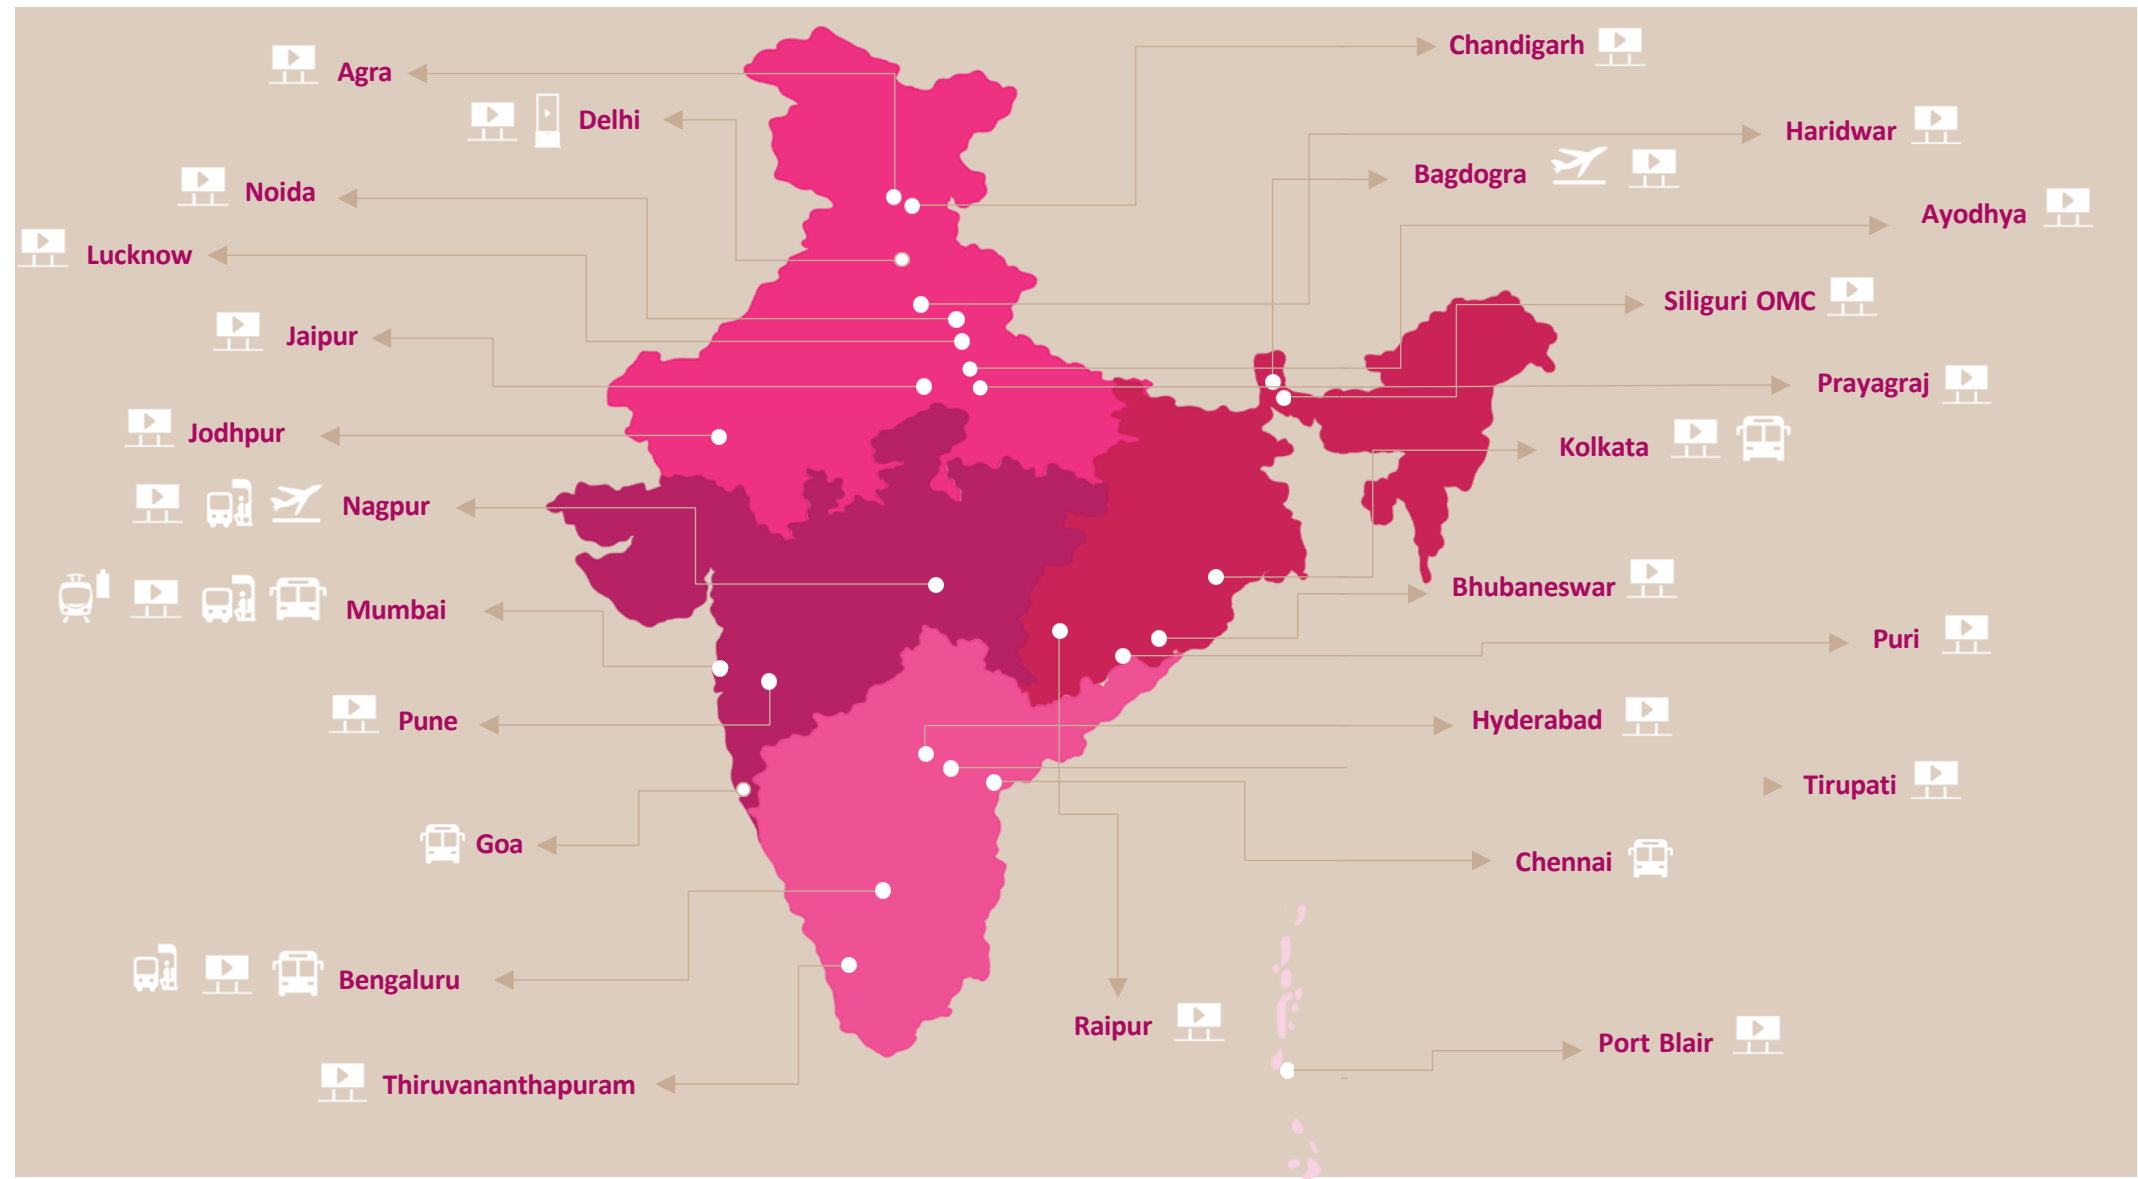 Chandigarh
Agra
Delhi
Haridwar
Bagdogra
Noida
Ayodhya
Lucknow
Siliguri OMC
Jaipur
Prayagraj
Jodhpur
Kolkata
Nagpur
Bhubaneswar
Mumbai
Puri
Pune
Hyderabad
Tirupati
Goa
Chennai
Bengaluru
Raipur
Port Blair
Thiruvananthapuram